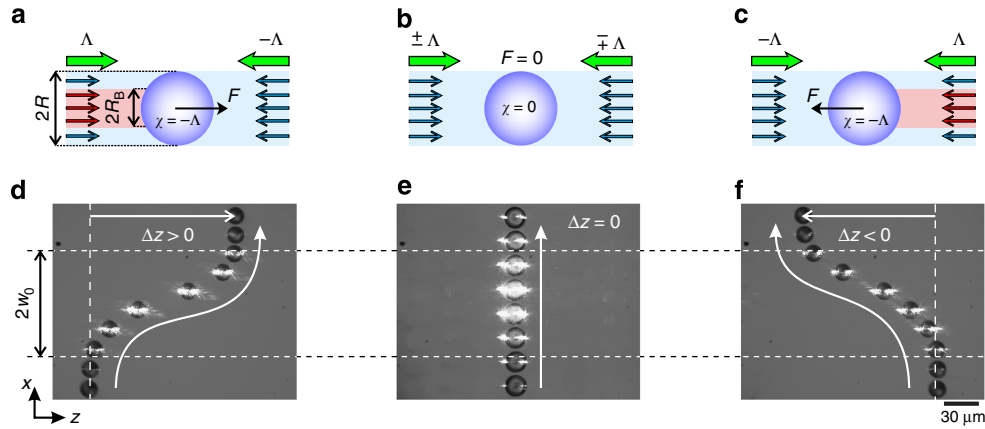 a
b
c
Λ
−Λ
± Λ
∓ Λ
−Λ
Λ
F = 0
2R
2R_B
F
χ = −Λ
χ = 0
F
χ = −Λ
d
e
f
Δz > 0
Δz = 0
Δz < 0
2w_0
x
z
30 μm